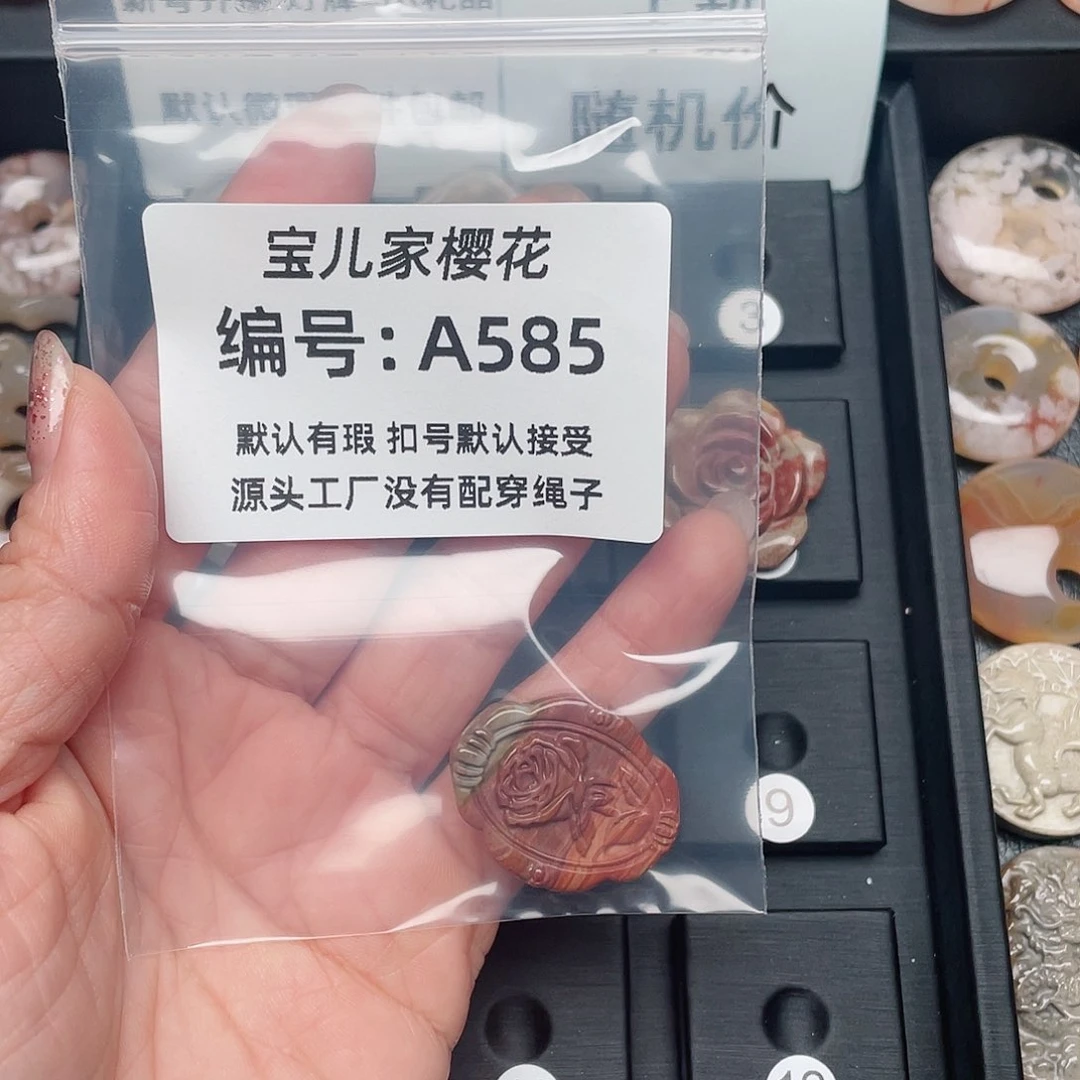 随机价
宝儿家樱花
编号:A585
默认有瑕 扣号默认接受
源头工厂没有配穿绳子
3
9